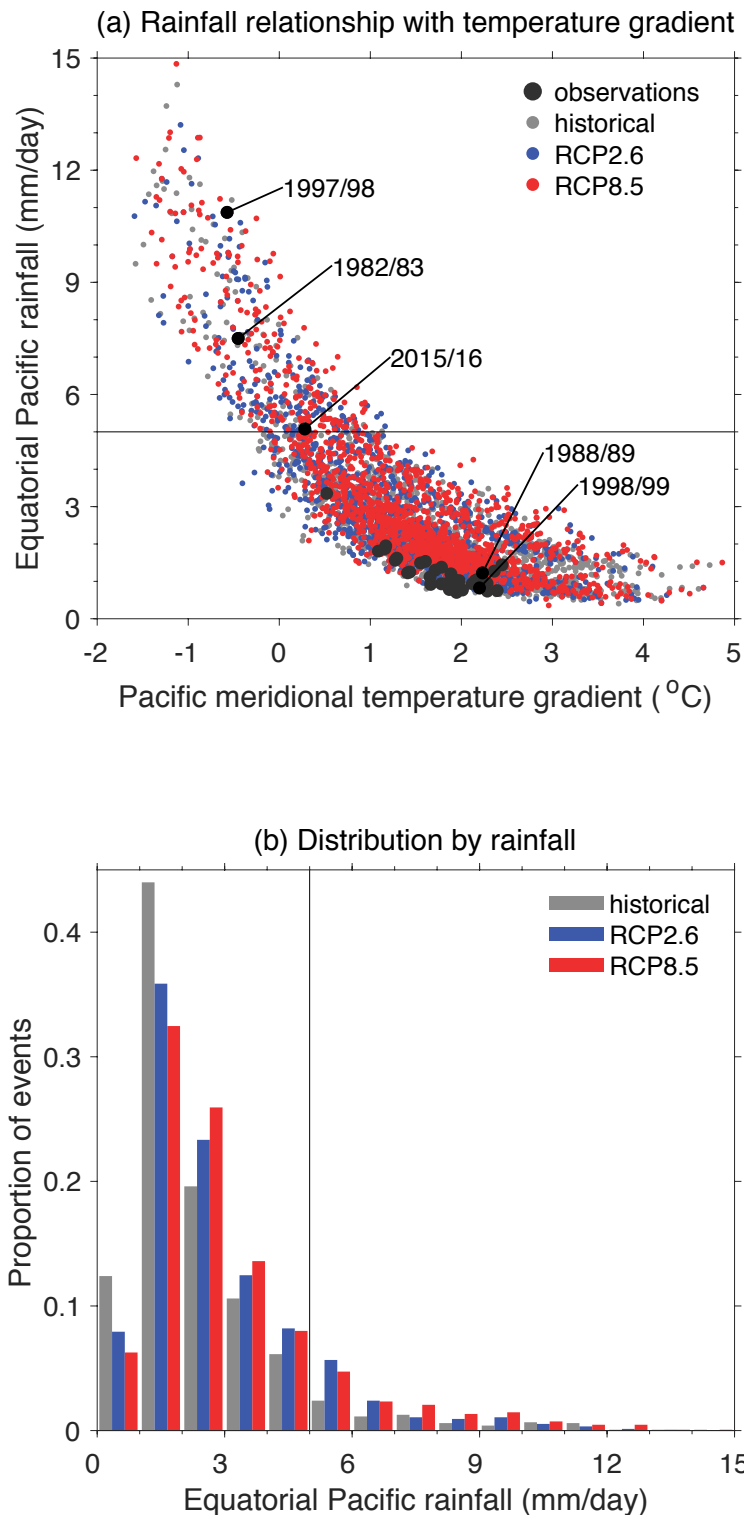 (a) Rainfall relationship with temperature gradient
Equatorial Pacific rainfall (mm/day)
15
12
9
6
3
0
observations
historical
RCP2.6
RCP8.5
1997/98
1982/83
2015/16
1988/89
1998/99
-2 -1 0 1 2 3 4 5
Pacific meridional temperature gradient (°C)
(b) Distribution by rainfall
Proportion of events
0.4
0.3
0.2
0.1
0
historical
RCP2.6
RCP8.5
0 3 6 9 12 15
Equatorial Pacific rainfall (mm/day)